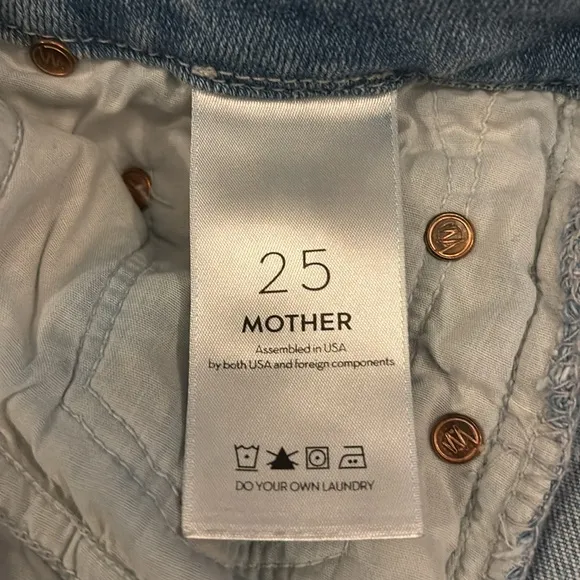 25
MOTHER
Assembled in USA
by both USA and foreign components
DO YOUR OWN LAUNDRY